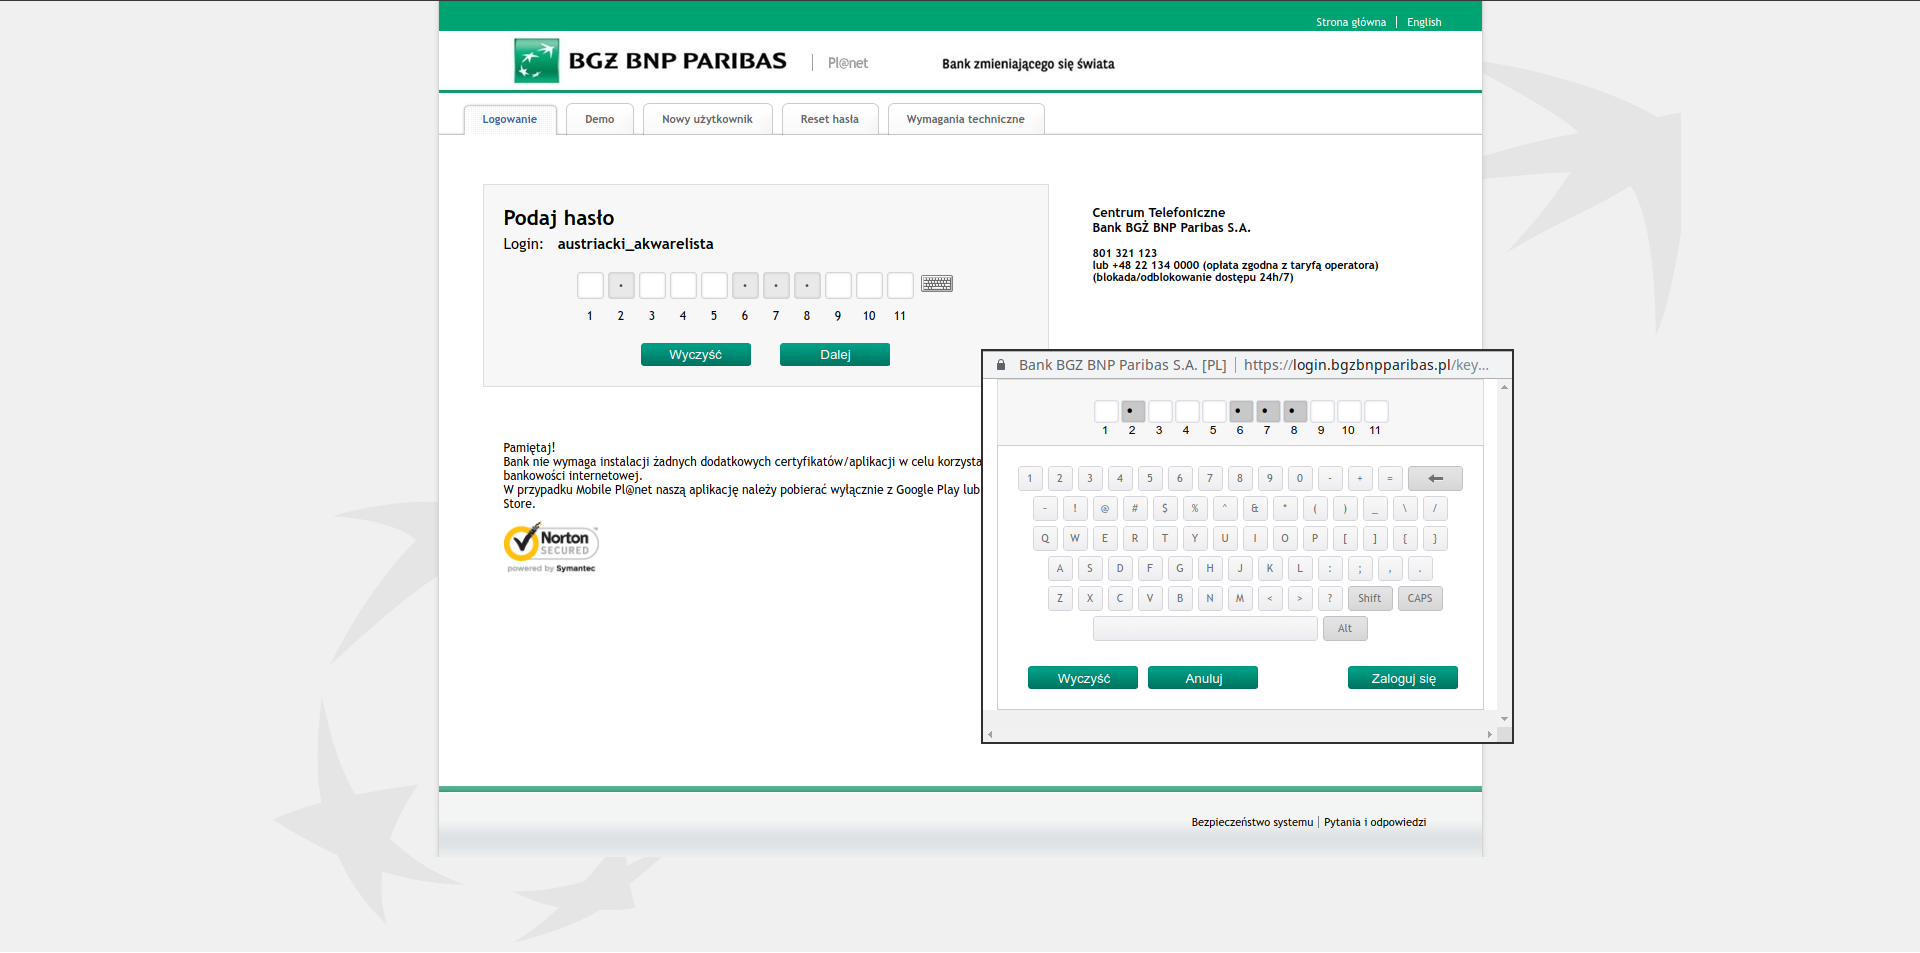 Strona główna | English
BGŻ BNP PARIBAS | Pl@net Bank zmieniającego się świata
Logowanie Demo Nowy użytkownik Reset hasła Wymagania techniczne
Podaj hasło
Login: austriacki_akwarelista
1 2 3 4 5 6 7 8 9 10 11
Wyczyść Dalej
Centrum Telefoniczne
Bank BGŻ BNP Paribas S.A.
801 321 123
lub +48 22 134 0000 (opłata zgodna z taryfą operatora)
(blokada/odblokowanie dostępu 24h/7)
Pamiętaj!
Bank nie wymaga instalacji żadnych dodatkowych certyfikatów/aplikacji w celu korzysta
bankowości internetowej.
W przypadku Mobile Pl@net naszą aplikację należy pobierać wyłącznie z Google Play lub
Store.
Norton
SECURED
powered by Symantec
Bank BGZ BNP Paribas S.A. [PL] | https://login.bgzbnpparibas.pl/key...
1 2 3 4 5 6 7 8 9 10 11
1 2 3 4 5 6 7 8 9 0 - + =
- ! @ # $ % ^ & * ( ) _ \ /
Q W E R T Y U I O P [ ] { }
A S D F G H J K L : ; , .
Z X C V B N M < > ? Shift CAPS
Alt
Wyczyść Anuluj Zaloguj się
Bezpieczeństwo systemu | Pytania i odpowiedzi